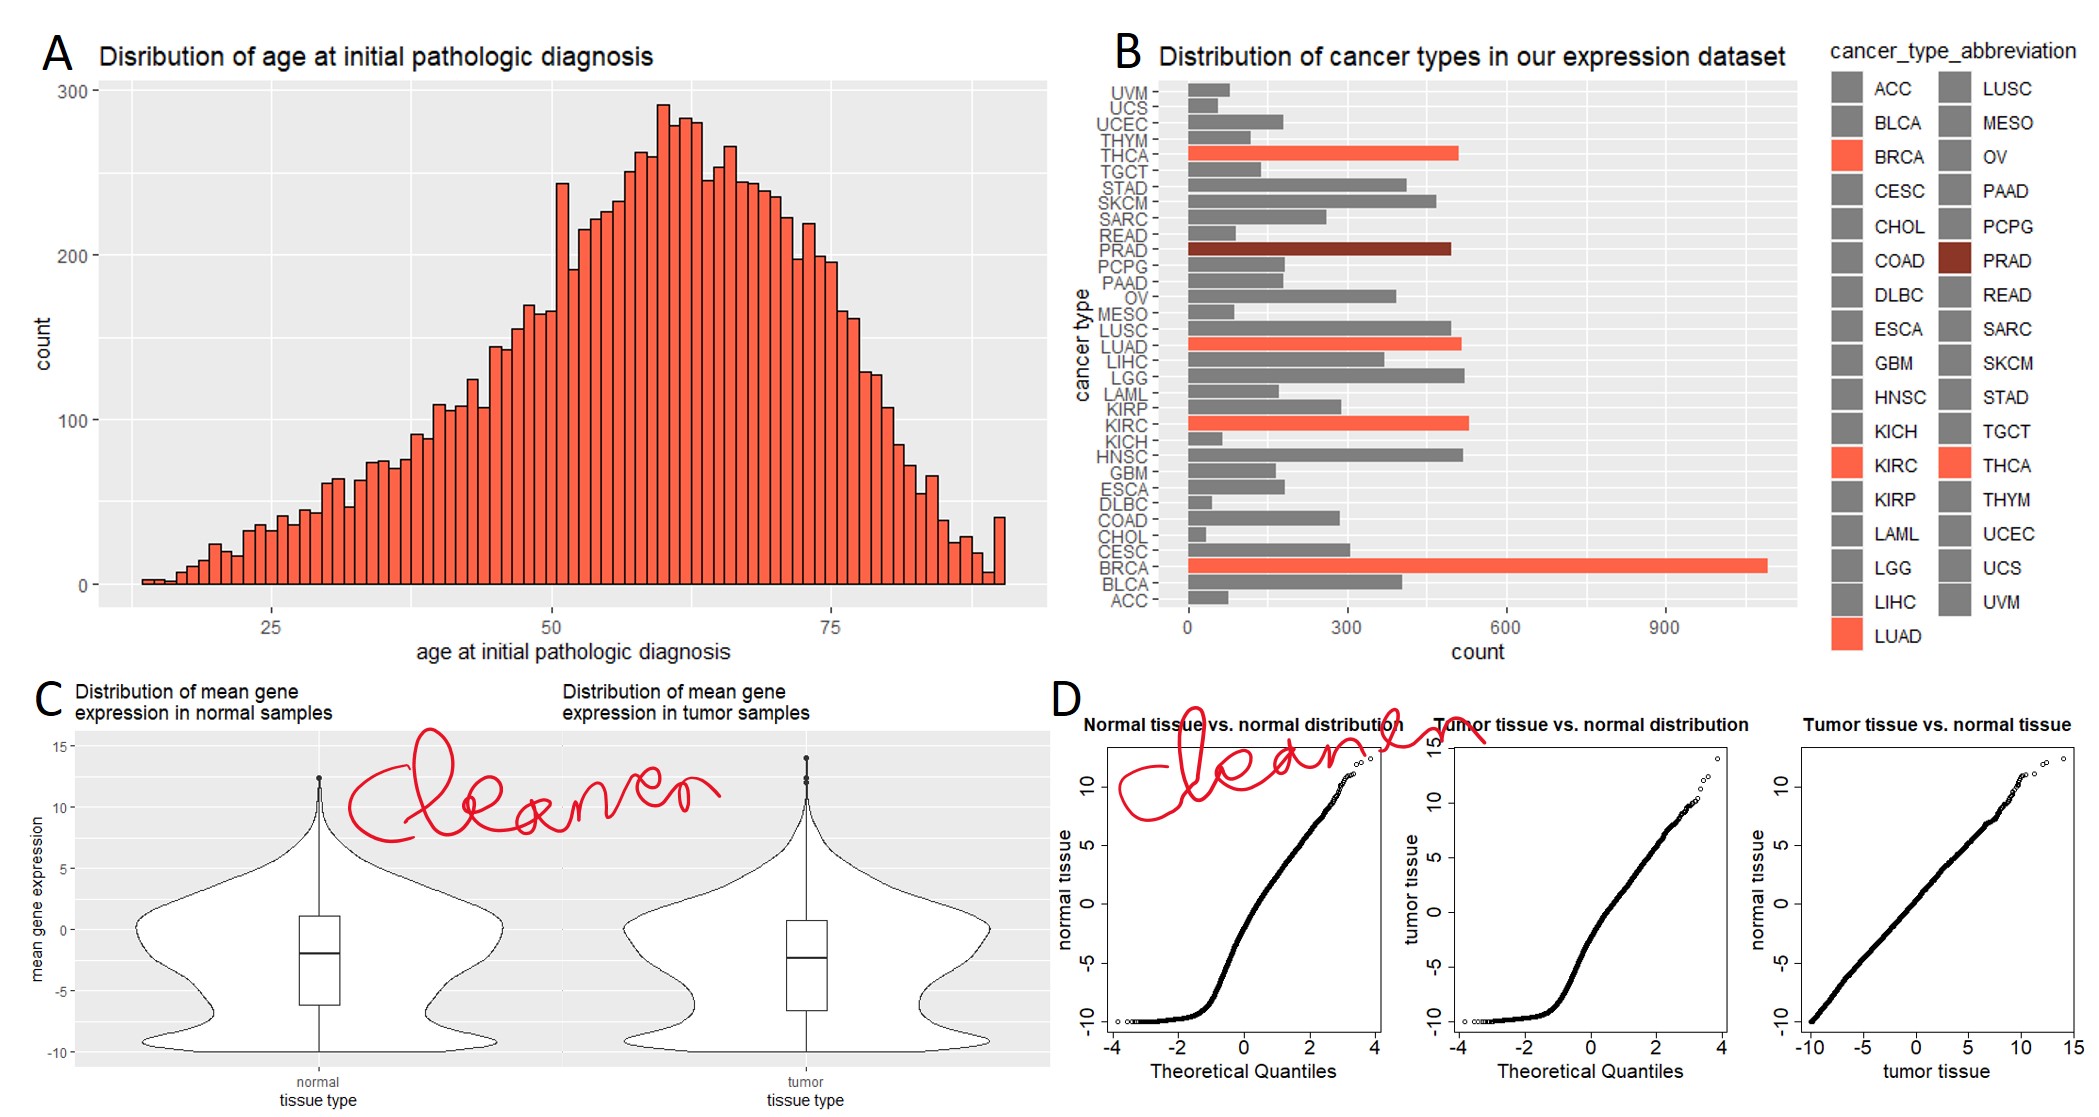 A
Disribution of age at initial pathologic diagnosis
300
200
100
0
count
25 50 75
age at initial pathologic diagnosis
B
Distribution of cancer types in our expression dataset
UVM
UCS
UCEC
THYM
THCA
TGCT
STAD
SKCM
SARC
READ
PRAD
PCPG
PAAD
OV
MESO
LUSC
LUAD
LIHC
LGG
LAML
KIRP
KIRC
KICH
HNSC
GBM
ESCA
DLBC
COAD
CHOL
CESC
BRCA
BLCA
ACC
cancer type
0 300 600 900
count
cancer_type_abbreviation
ACC LUSC
BLCA MESO
BRCA OV
CESC PAAD
CHOL PCPG
COAD PRAD
DLBC READ
ESCA SARC
GBM SKCM
HNSC STAD
KICH TGCT
KIRC THCA
KIRP THYM
LAML UCEC
LGG UCS
LIHC UVM
LUAD
C
Distribution of mean gene
expression in normal samples
Distribution of mean gene
expression in tumor samples
cleaner
15
10
5
0
-5
-10
mean gene expression
normal tumor
tissue type tissue type
D
Normal tissue vs. normal distribution
cleaner
10
5
0
-5
-10
normal tissue
-4 -2 0 2 4
Theoretical Quantiles
Tumor tissue vs. normal distribution
15
10
5
0
-5
-10
tumor tissue
-4 -2 0 2 4
Theoretical Quantiles
Tumor tissue vs. normal tissue
10
5
0
-5
-10
normal tissue
-10 -5 0 5 10 15
tumor tissue